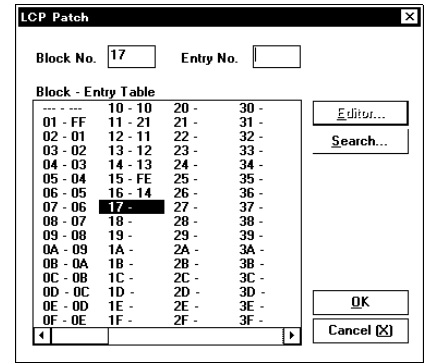 LCP Patch
Block No. 17 Entry No.
Block - Entry Table
--- - --- 10 - 10 20 - 30 -
01 - FF 11 - 21 21 - 31 -
02 - 01 12 - 11 22 - 32 -
03 - 02 13 - 12 23 - 33 -
04 - 03 14 - 13 24 - 34 -
05 - 04 15 - FE 25 - 35 -
06 - 05 16 - 14 26 - 36 -
07 - 06 17 - 27 - 37 -
08 - 07 18 - 28 - 38 -
09 - 08 19 - 29 - 39 -
0A - 09 1A - 2A - 3A -
0B - 0A 1B - 2B - 3B -
0C - 0B 1C - 2C - 3C -
0D - 0C 1D - 2D - 3D -
0E - 0D 1E - 2E - 3E -
0F - 0E 1F - 2F - 3F -
Editor...
Search...
OK
Cancel (X)